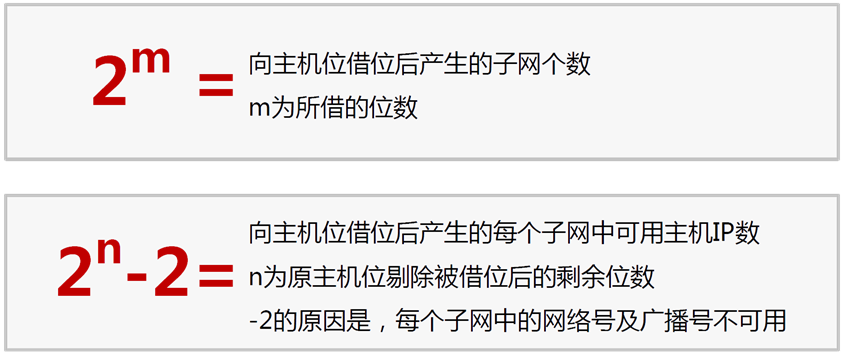 2^m = 向主机位借位后产生的子网个数
m为所借的位数
向主机位借位后产生的每个子网中可用主机IP数
2^n-2= n为原主机位剔除被借位后的剩余位数
-2的原因是，每个子网中的网络号及广播号不可用